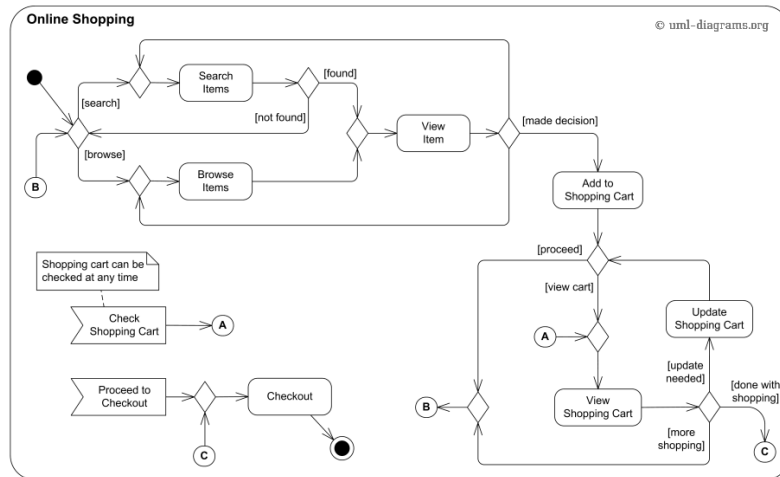 Online Shopping
© uml-diagrams.org
Search
Items
[found]
[search]
[not found]
View
Item
[made decision]
[browse]
B
Browse
Items
Add to
Shopping Cart
Shopping cart can be
checked at any time
[proceed]
[view cart]
Check
Shopping Cart
A
A
Update
Shopping Cart
Proceed to
Checkout
Checkout
B
View
Shopping Cart
[update
needed]
[done with
shopping]
[more
shopping]
C
C